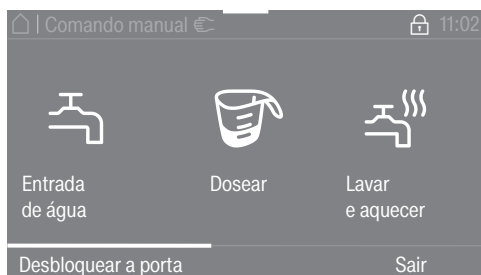 | Comando manual 11:02
Entrada
de água
Dosear
Lavar
e aquecer
Desbloquear a porta Sair